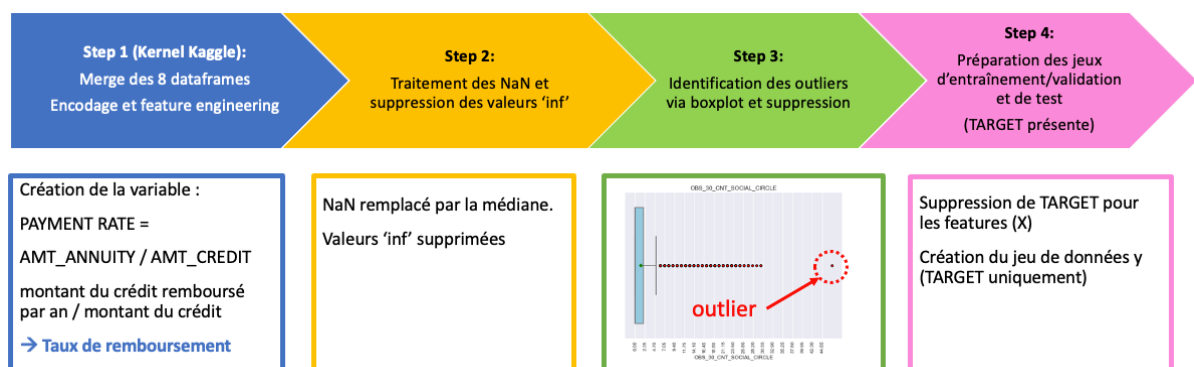 Step 1 (Kernel Kaggle):
Merge des 8 dataframes
Encodage et feature engineering
Step 2:
Traitement des NaN et
suppression des valeurs ‘inf’
Step 3:
Identification des outliers
via boxplot et suppression
Step 4:
Préparation des jeux
d’entraînement/validation
et de test
(TARGET présente)
Création de la variable :
PAYMENT RATE =
AMT_ANNUITY / AMT_CREDIT
montant du crédit remboursé
par an / montant du crédit
→ Taux de remboursement
NaN remplacé par la médiane.
Valeurs ‘inf’ supprimées
OBS_30_CNT_SOCIAL_CIRCLE
outlier
OBS_30_CNT_SOCIAL_CIRCLE
Suppression de TARGET pour
les features (X)
Création du jeu de données y
(TARGET uniquement)